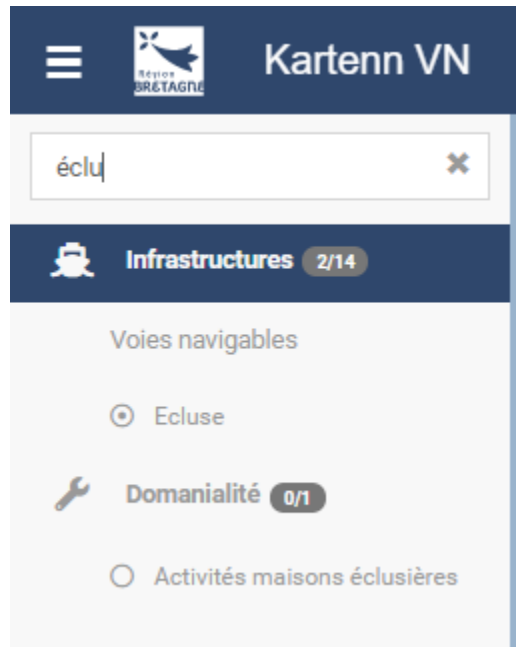 Région
BRETAGNE
Kartenn VN
éclu
Infrastructures 2/14
Voies navigables
Ecluse
Domanialité 0/1
Activités maisons éclusières